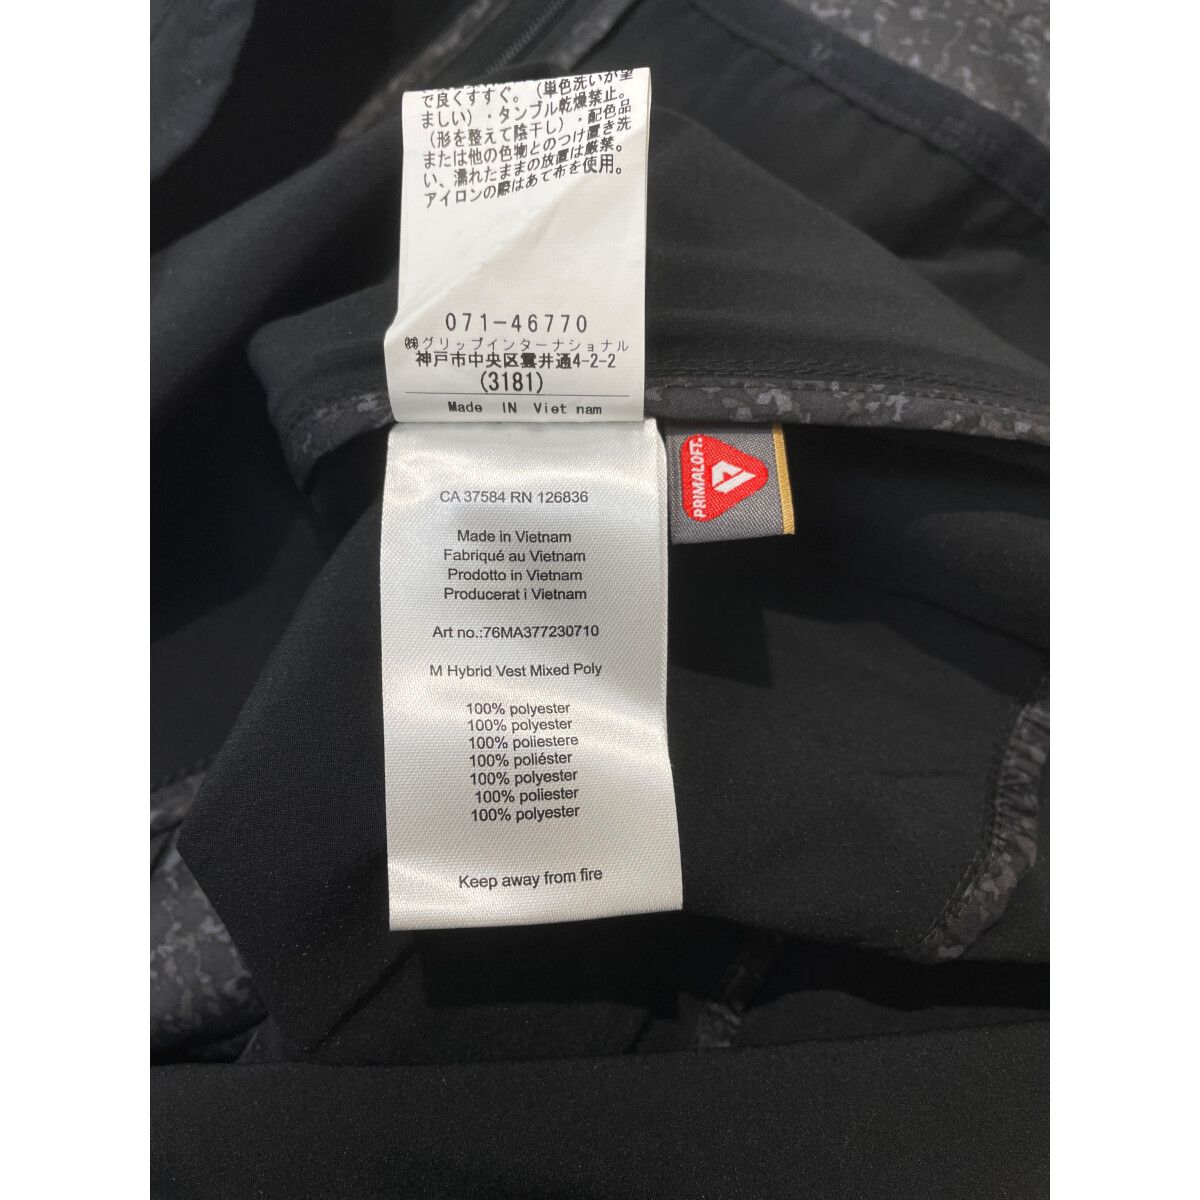 で良くすすぐ。(単色洗いが望
ましい)・タンブル乾燥禁止。
(形を整えて陰干し)・配色品
または他の色物とのつけ置き洗
い、濡れたままの放置は厳禁。
アイロンの際はあて布を使用。
071-46770
㈱グリップインターナショナル
神戸市中央区雲井通4-2-2
(3181)
Made IN Viet nam
PRIMALOFT.
CA 37584 RN 126836
Made in Vietnam
Fabriqué au Vietnam
Prodotto in Vietnam
Producerat i Vietnam
Art no.:76MA377230710
M Hybrid Vest Mixed Poly
100% polyester
100% polyester
100% poliestere
100% poliéster
100% polyester
100% poliester
100% polyester
Keep away from fire